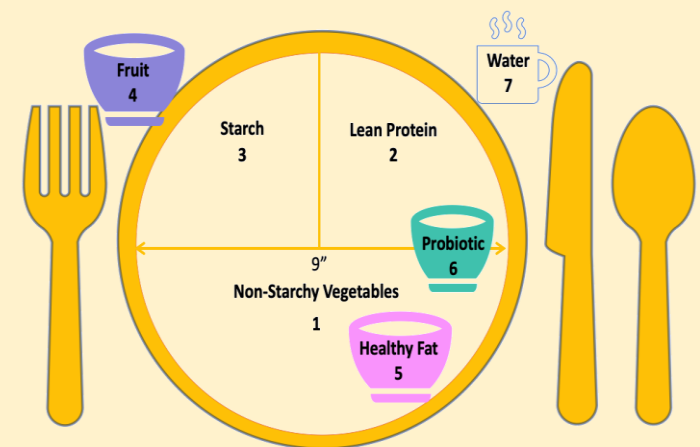 Fruit
4
Water
7
Starch
3
Lean Protein
2
Probiotic
6
9”
Non-Starchy Vegetables
1
Healthy Fat
5